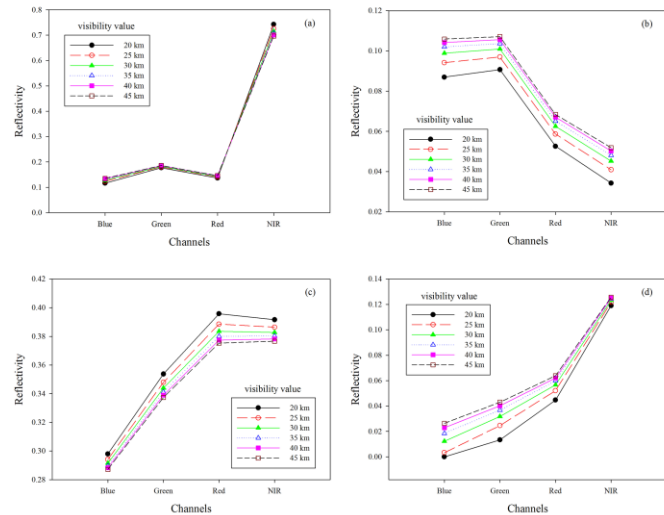 (a)
visibility value
20 km
25 km
30 km
35 km
40 km
45 km
Reflectivity
0.8
0.7
0.6
0.5
0.4
0.3
0.2
0.1
0.0
Blue Green Red NIR
Channels
(b)
visibility value
20 km
25 km
30 km
35 km
40 km
45 km
Reflectivity
0.12
0.10
0.08
0.06
0.04
0.02
Blue Green Red NIR
Channels
(c)
visibility value
20 km
25 km
30 km
35 km
40 km
45 km
Reflectivity
0.42
0.40
0.38
0.36
0.34
0.32
0.30
0.28
Blue Green Red NIR
Channels
(d)
visibility value
20 km
25 km
30 km
35 km
40 km
45 km
Reflectivity
0.14
0.12
0.10
0.08
0.06
0.04
0.02
0.00
Blue Green Red NIR
Channels